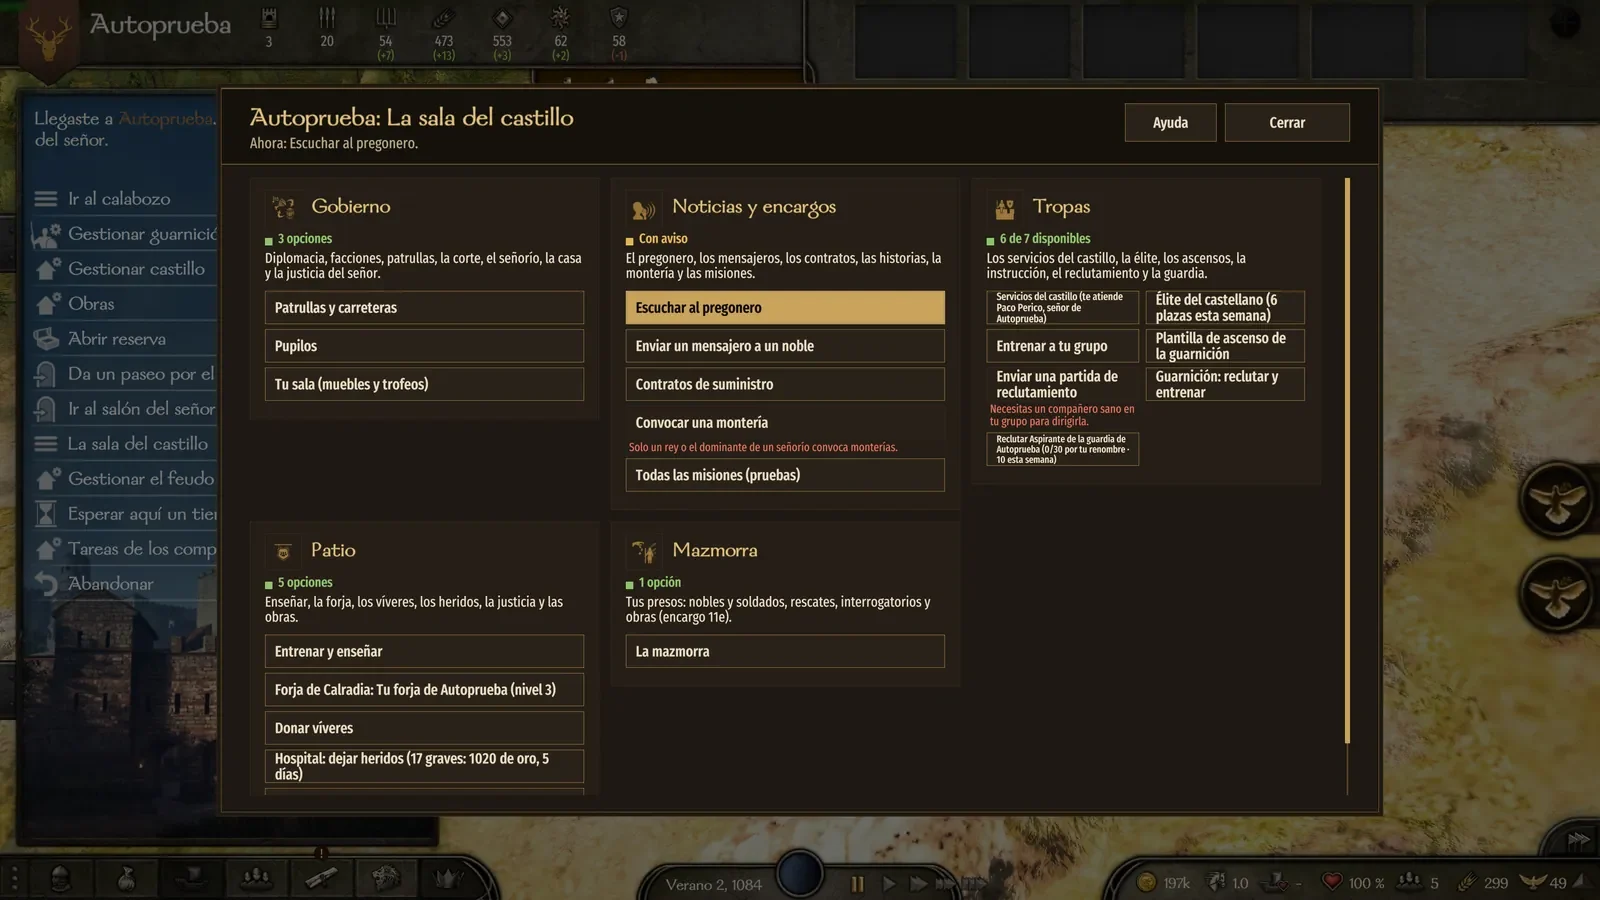 Autoprueba
3
20
54
(+7)
473
(+13)
553
(+3)
62
(+2)
58
(-1)
Llegaste a Autoprueba.
del señor.
Ir al calabozo
Gestionar guarnició
Gestionar castillo
Obras
Abrir reserva
Da un paseo por el
Ir al salón del señor
La sala del castillo
Gestionar el feudo
Esperar aquí un tier
Tareas de los comp
Abandonar
Autoprueba: La sala del castillo
Ahora: Escuchar al pregonero.
Ayuda
Cerrar
Gobierno
3 opciones
Diplomacia, facciones, patrullas, la corte, el señorío, la casa
y la justicia del señor.
Patrullas y carreteras
Pupilos
Tu sala (muebles y trofeos)
Noticias y encargos
Con aviso
El pregonero, los mensajeros, los contratos, las historias, la
montería y las misiones.
Escuchar al pregonero
Enviar un mensajero a un noble
Contratos de suministro
Convocar una montería
Solo un rey o el dominante de un señorío convoca monterías.
Todas las misiones (pruebas)
Tropas
6 de 7 disponibles
Los servicios del castillo, la élite, los ascensos, la
instrucción, el reclutamiento y la guardia.
Servicios del castillo (te atiende
Paco Perico, señor de
Autoprueba)
Élite del castellano (6
plazas esta semana)
Entrenar a tu grupo
Plantilla de ascenso de
la guarnición
Enviar una partida de
reclutamiento
Necesitas un compañero sano en
tu grupo para dirigirla.
Guarnición: reclutar y
entrenar
Reclutar Aspirante de la guardia de
Autoprueba (0/30 por tu renombre ·
10 esta semana)
Patio
5 opciones
Enseñar, la forja, los víveres, los heridos, la justicia y las
obras.
Entrenar y enseñar
Forja de Calradia: Tu forja de Autoprueba (nivel 3)
Donar víveres
Hospital: dejar heridos (17 graves: 1020 de oro, 5
días)
Mazmorra
1 opción
Tus presos: nobles y soldados, rescates, interrogatorios y
obras (encargo 11e).
La mazmorra
Verano 2, 1084
197k
1.0
-
100 %
5
299
49